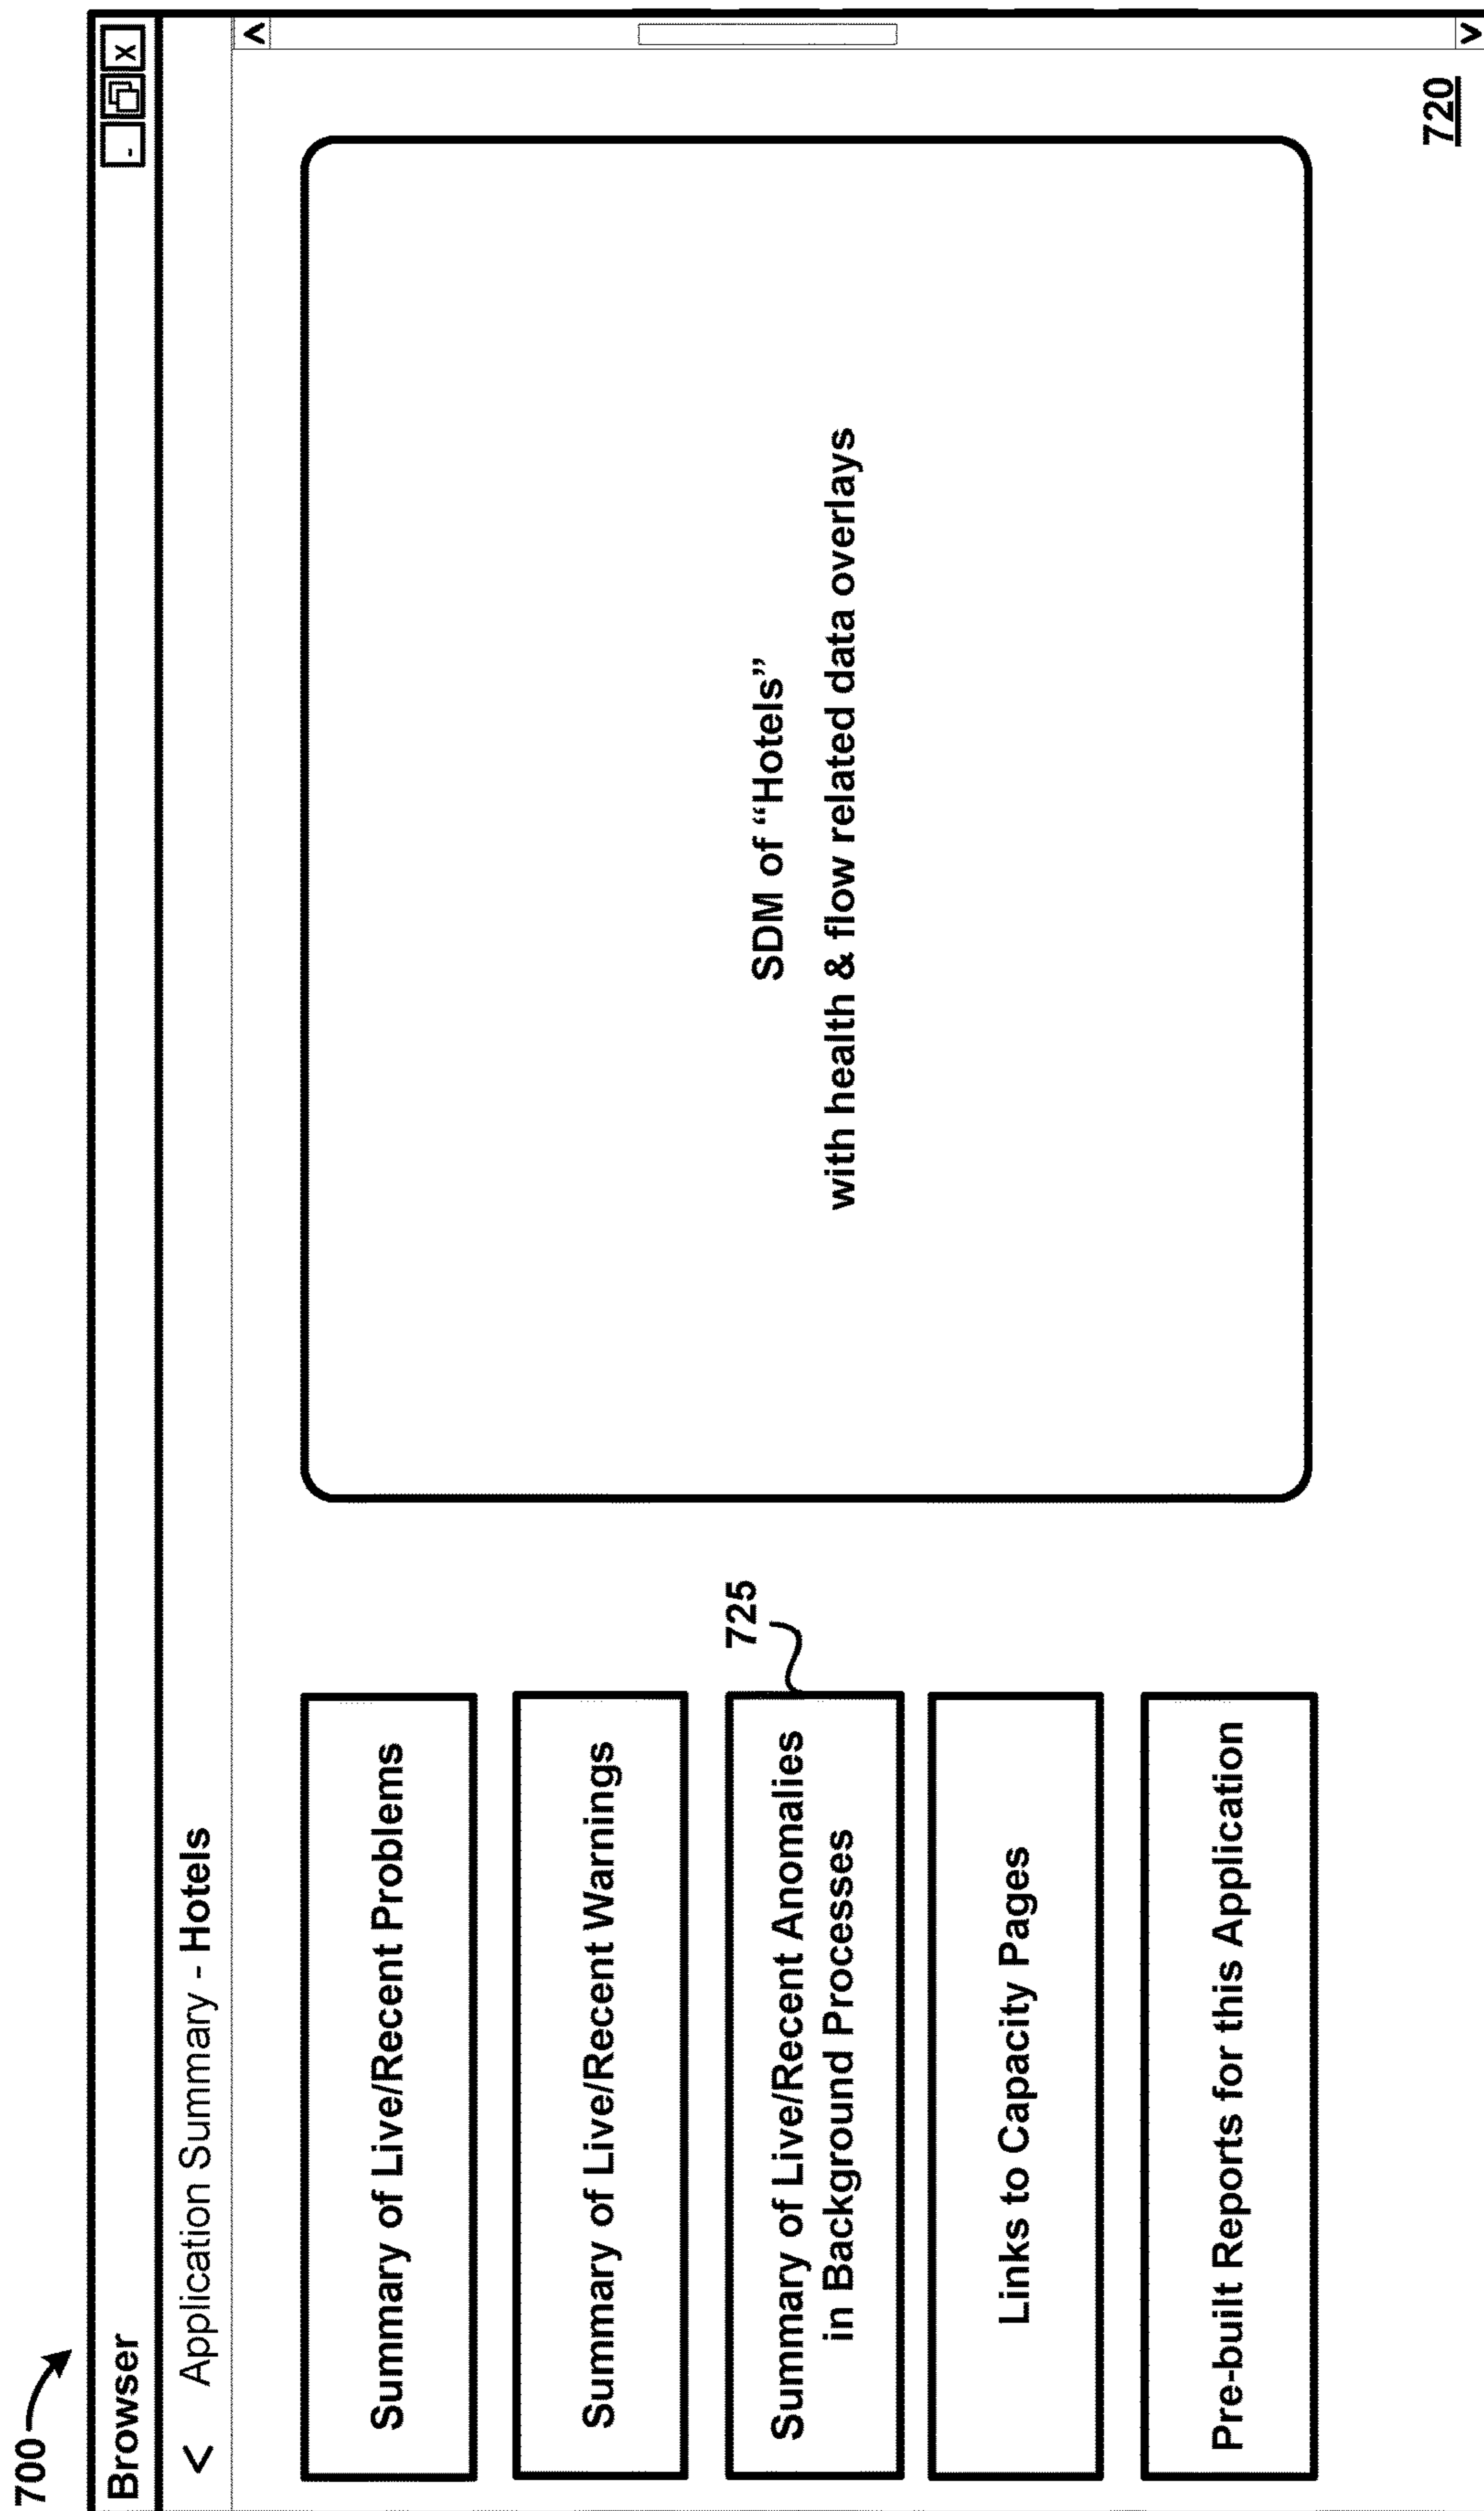 700
Browser
- X
< Application Summary - Hotels
Summary of Live/Recent Problems
Summary of Live/Recent Warnings
725
Summary of Live/Recent Anomalies
in Background Processes
Links to Capacity Pages
Pre-built Reports for this Application
SDM of “Hotels”
with health & flow related data overlays
720